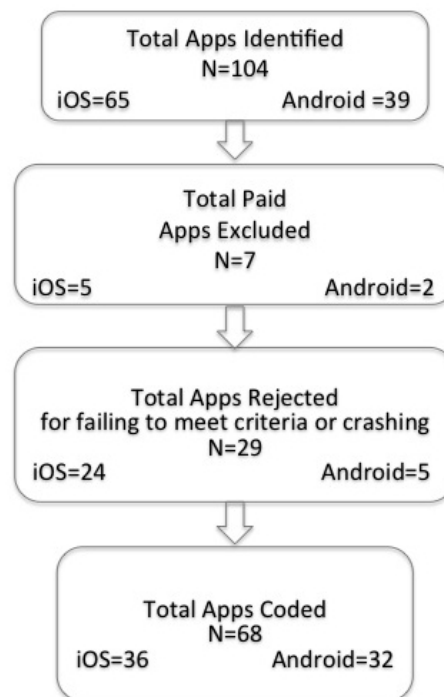 Total Apps Identified
N=104
iOS=65 Android =39
Total Paid
Apps Excluded
N=7
iOS=5 Android=2
Total Apps Rejected
for failing to meet criteria or crashing
N=29
iOS=24 Android=5
Total Apps Coded
N=68
iOS=36 Android=32